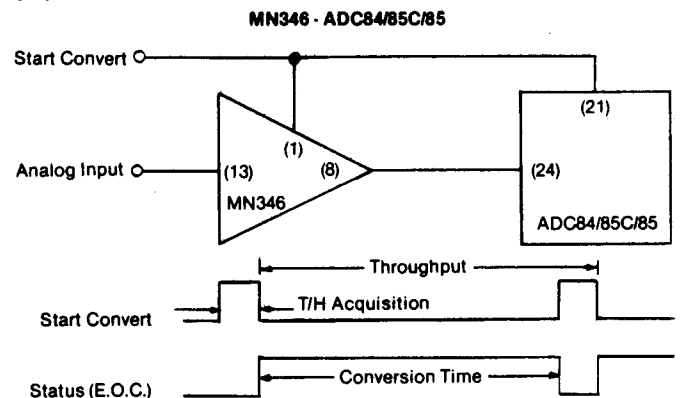 MN346 - ADC84/85C/85
Start Convert
(21)
(1)
Analog Input
(13)
(8)
(24)
MN346
ADC84/85C/85
Throughput
T/H Acquisition
Start Convert
Conversion Time
Status (E.O.C.)